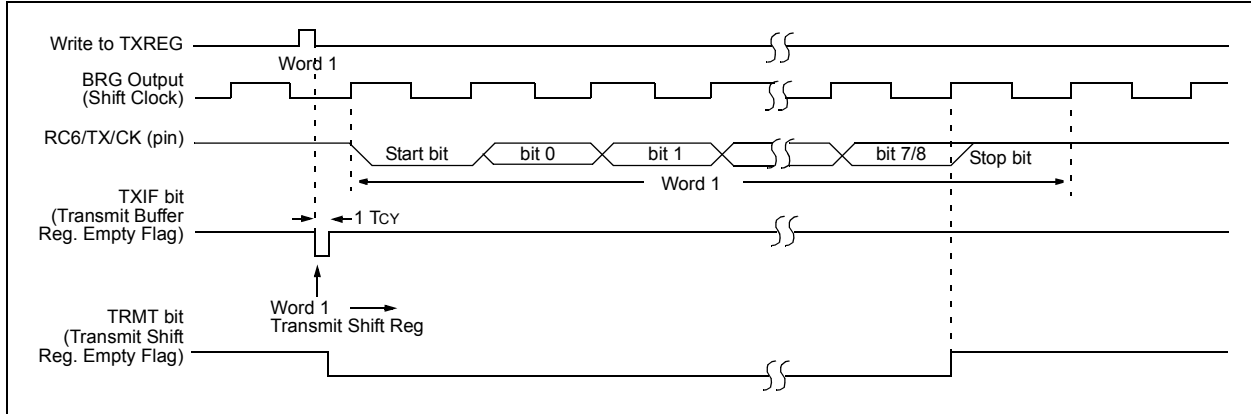 Write to TXREG
Word 1
BRG Output
(Shift Clock)
RC6/TX/CK (pin)
Start bit
bit 0
bit 1
bit 7/8
Stop bit
Word 1
TXIF bit
(Transmit Buffer
Reg. Empty Flag)
1 TCY
Word 1
Transmit Shift Reg
TRMT bit
(Transmit Shift
Reg. Empty Flag)